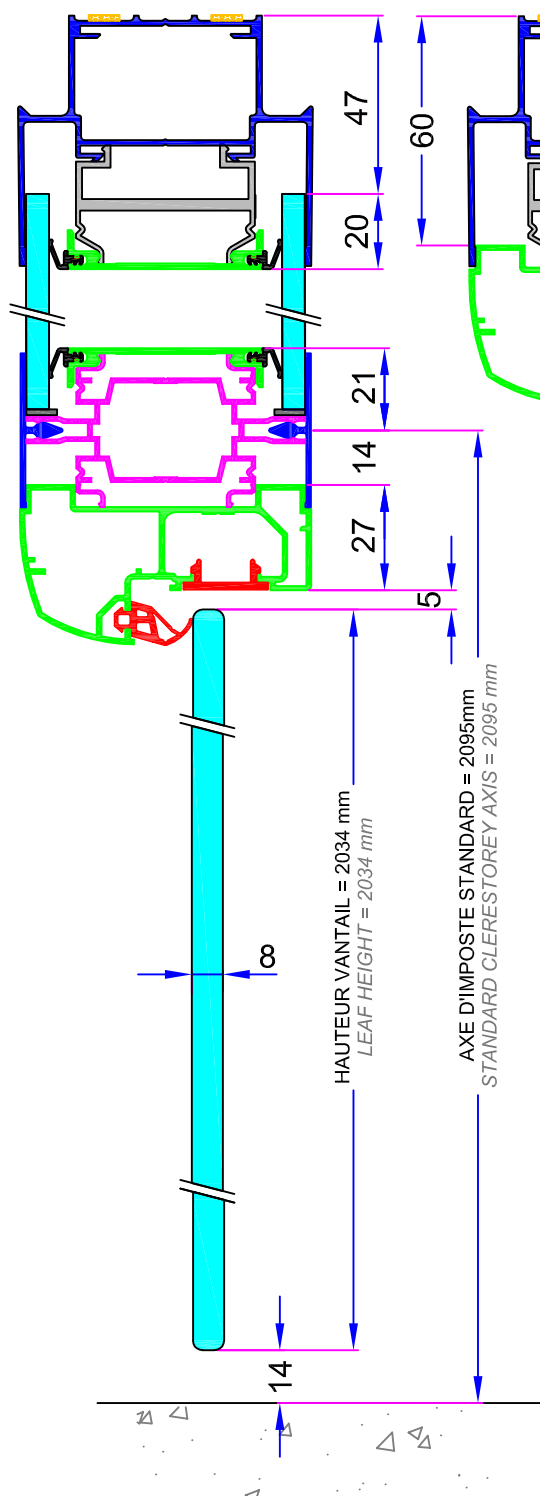 47
60
20
21
14
27
5
HAUTEUR VANTAIL = 2034 mm
LEAF HEIGHT = 2034 mm
AXE D'IMPOSTE STANDARD = 2095mm
STANDARD CLERESTOREY AXIS = 2095 mm
8
14